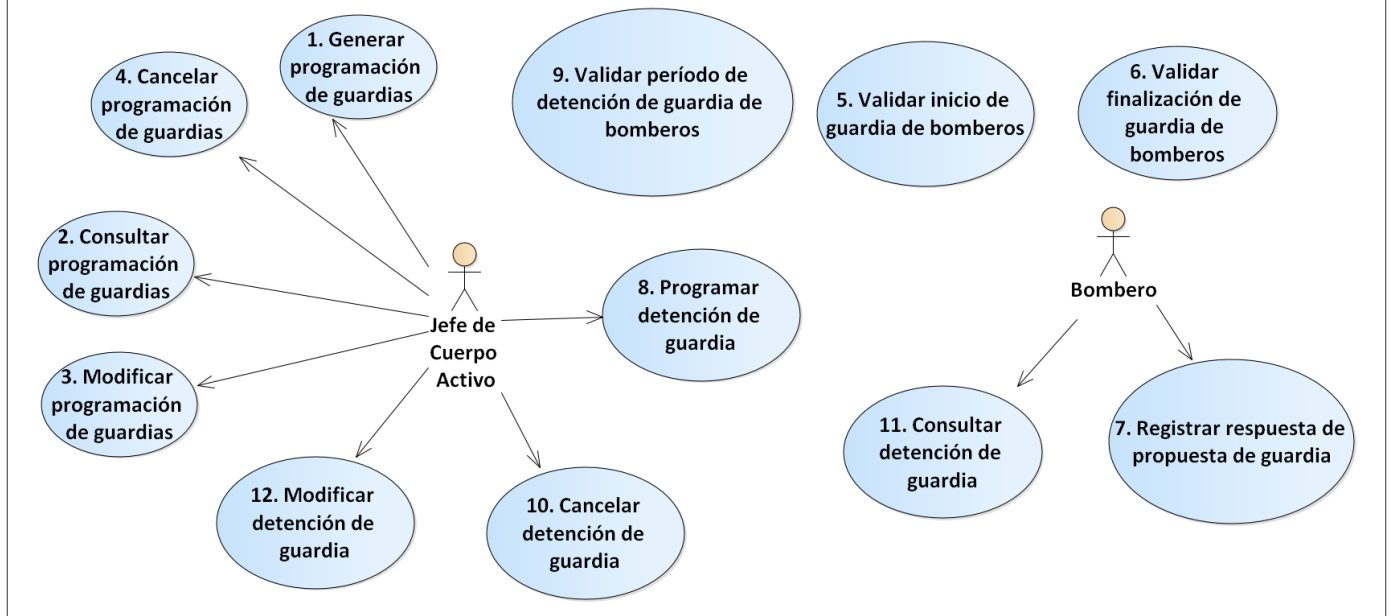 1. Generar
programación
de guardias
4. Cancelar
programación
de guardias
9. Validar período de
detención de guardia de
bomberos
5. Validar inicio de
guardia de bomberos
6. Validar
finalización de
guardia de
bomberos
2. Consultar
programación
de guardias
8. Programar
detención de
guardia
Bombero
Jefe de
Cuerpo
Activo
3. Modificar
programación
de guardias
11. Consultar
detención de
guardia
7. Registrar respuesta de
propuesta de guardia
12. Modificar
detención de
guardia
10. Cancelar
detención de
guardia